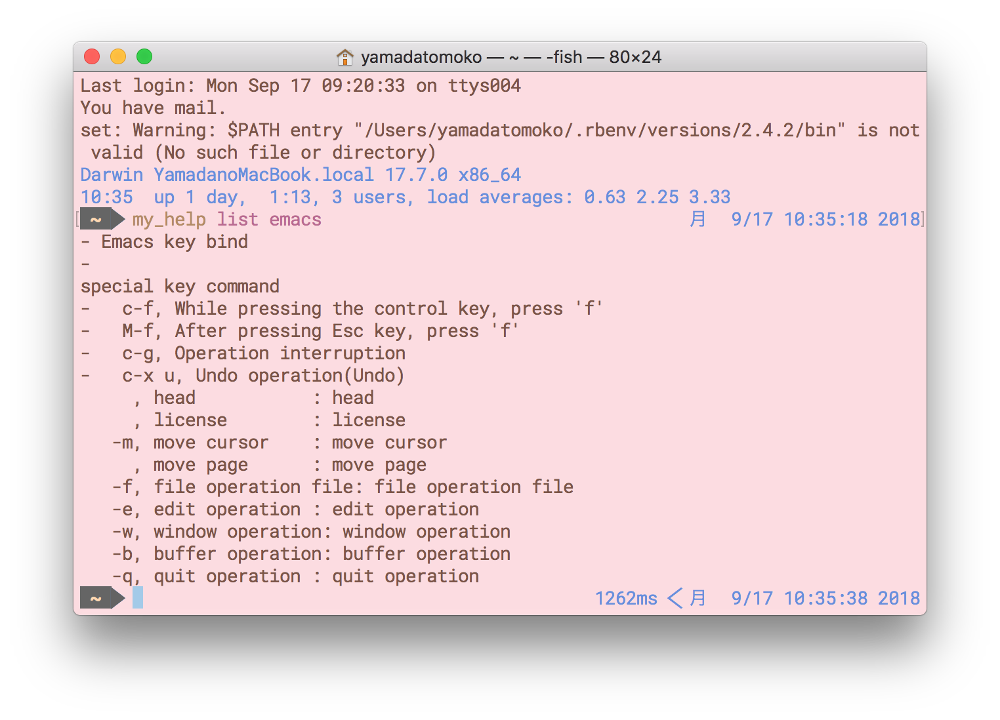 yamadatomoko — ~ — -fish — 80×24
Last login: Mon Sep 17 09:20:33 on ttys004
You have mail.
set: Warning: $PATH entry "/Users/yamadatomoko/.rbenv/versions/2.4.2/bin" is not
 valid (No such file or directory)
Darwin YamadanoMacBook.local 17.7.0 x86_64
10:35  up 1 day,  1:13, 3 users, load averages: 0.63 2.25 3.33
[ ~ my_help list emacs 月  9/17 10:35:18 2018]
- Emacs key bind
-
special key command
-   c-f, While pressing the control key, press 'f'
-   M-f, After pressing Esc key, press 'f'
-   c-g, Operation interruption
-   c-x u, Undo operation(Undo)
     , head           : head
     , license        : license
   -m, move cursor    : move cursor
     , move page      : move page
   -f, file operation file: file operation file
   -e, edit operation : edit operation
   -w, window operation: window operation
   -b, buffer operation: buffer operation
   -q, quit operation : quit operation
~ 1262ms < 月  9/17 10:35:38 2018